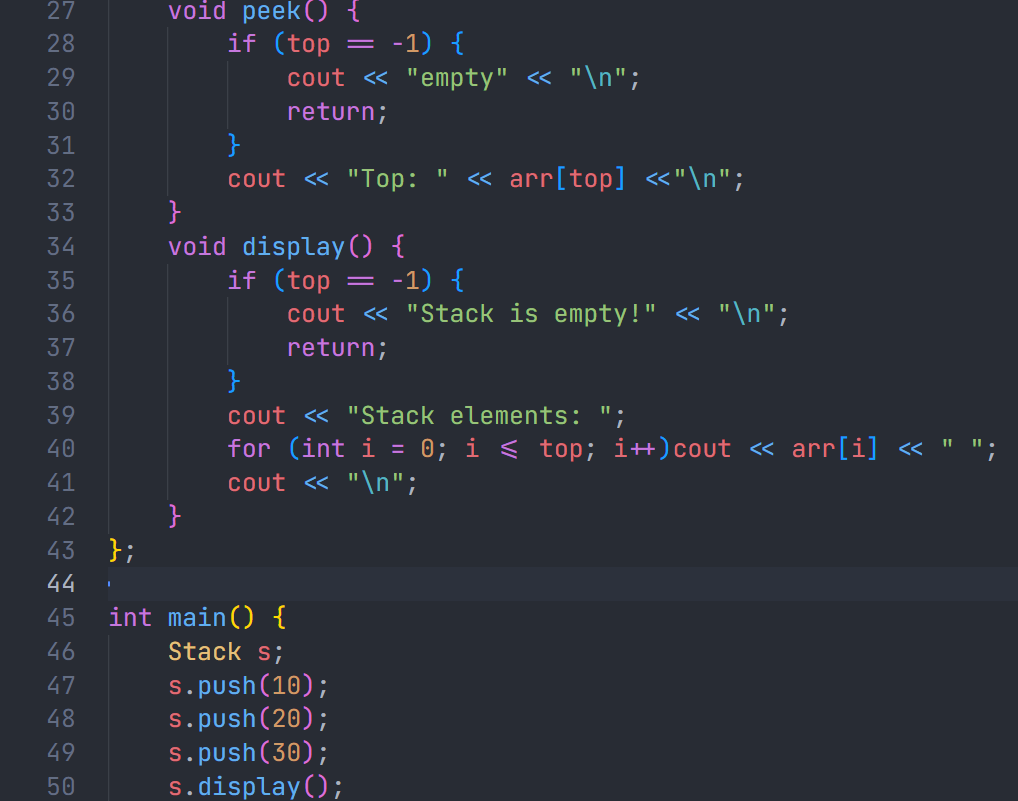 27 void peek() {
28 if (top == -1) {
29 cout << "empty" << "\n";
30 return;
31 }
32 cout << "Top: " << arr[top] <<"\n";
33 }
34 void display() {
35 if (top == -1) {
36 cout << "Stack is empty!" << "\n";
37 return;
38 }
39 cout << "Stack elements: ";
40 for (int i = 0; i <= top; i++)cout << arr[i] << " ";
41 cout << "\n";
42 }
43 };
44
45 int main() {
46 Stack s;
47 s.push(10);
48 s.push(20);
49 s.push(30);
50 s.display();